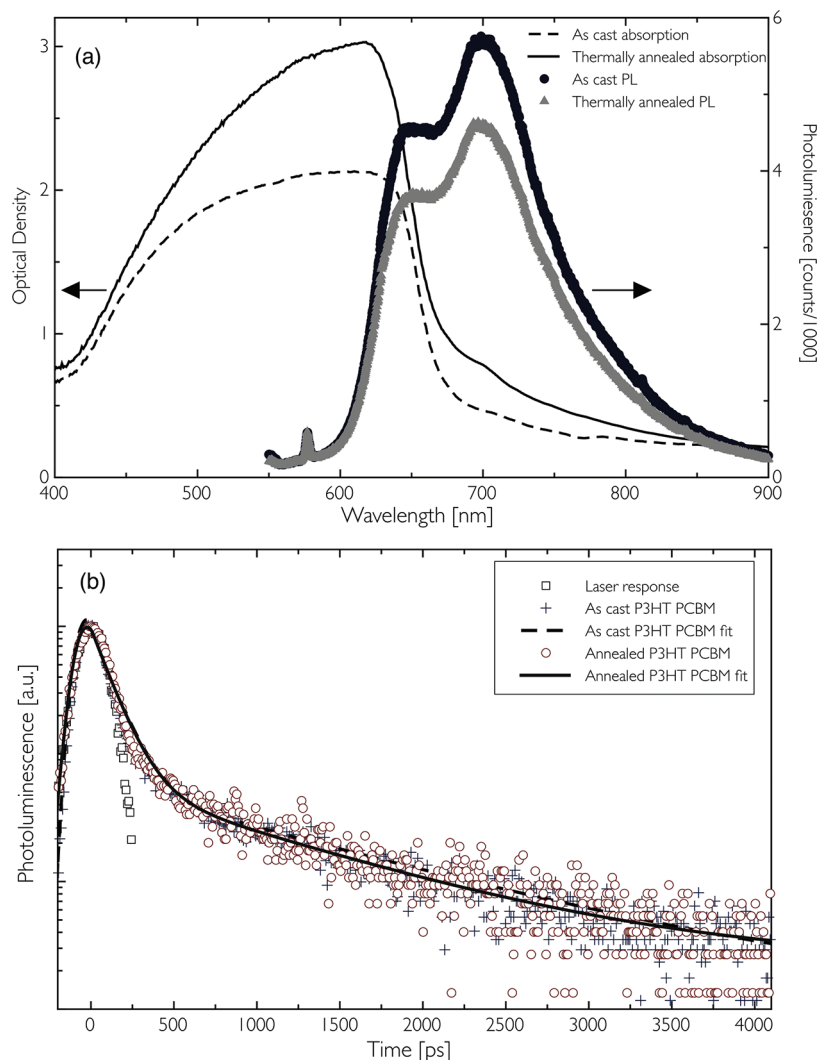 (a)
As cast absorption
Thermally annealed absorption
As cast PL
Thermally annealed PL
3
2
1
0
Optical Density
6
4
2
0
Photolumiesence [counts/1000]
400
500
600
700
800
900
Wavelength [nm]
(b)
Laser response
As cast P3HT PCBM
As cast P3HT PCBM fit
Annealed P3HT PCBM
Annealed P3HT PCBM fit
Photoluminescence [a.u.]
0
500
1000
1500
2000
2500
3000
3500
4000
Time [ps]